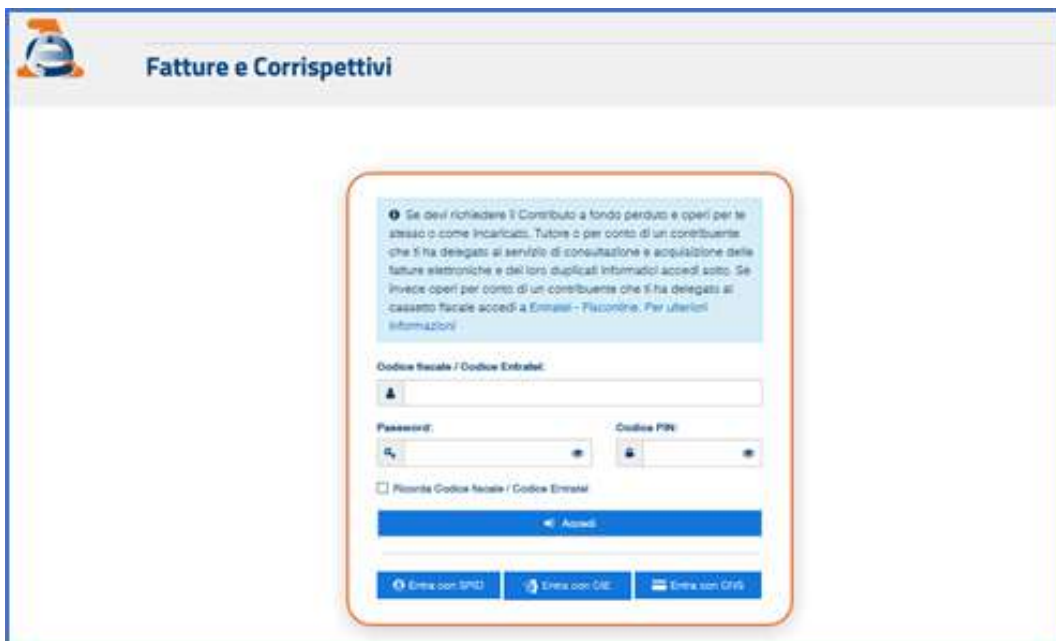 Fatture e Corrispettivi
Se devi richiedere il Contributo a fondo perduto e operi per te
stesso o come Incaricato, Tutore o per conto di un contribuente
che ti ha delegato al servizio di consultazione e acquisizione delle
fatture elettroniche e dei loro duplicati informatici accedi sotto. Se
invece operi per conto di un contribuente che ti ha delegato al
cassetto fiscale accedi a Entratel - Fisconline. Per ulteriori
informazioni
Codice fiscale / Codice Entratel:
Password: Codice PIN:
Ricorda Codice fiscale / Codice Entratel
Accedi
Entra con SPID Entra con CIE Entra con CNS